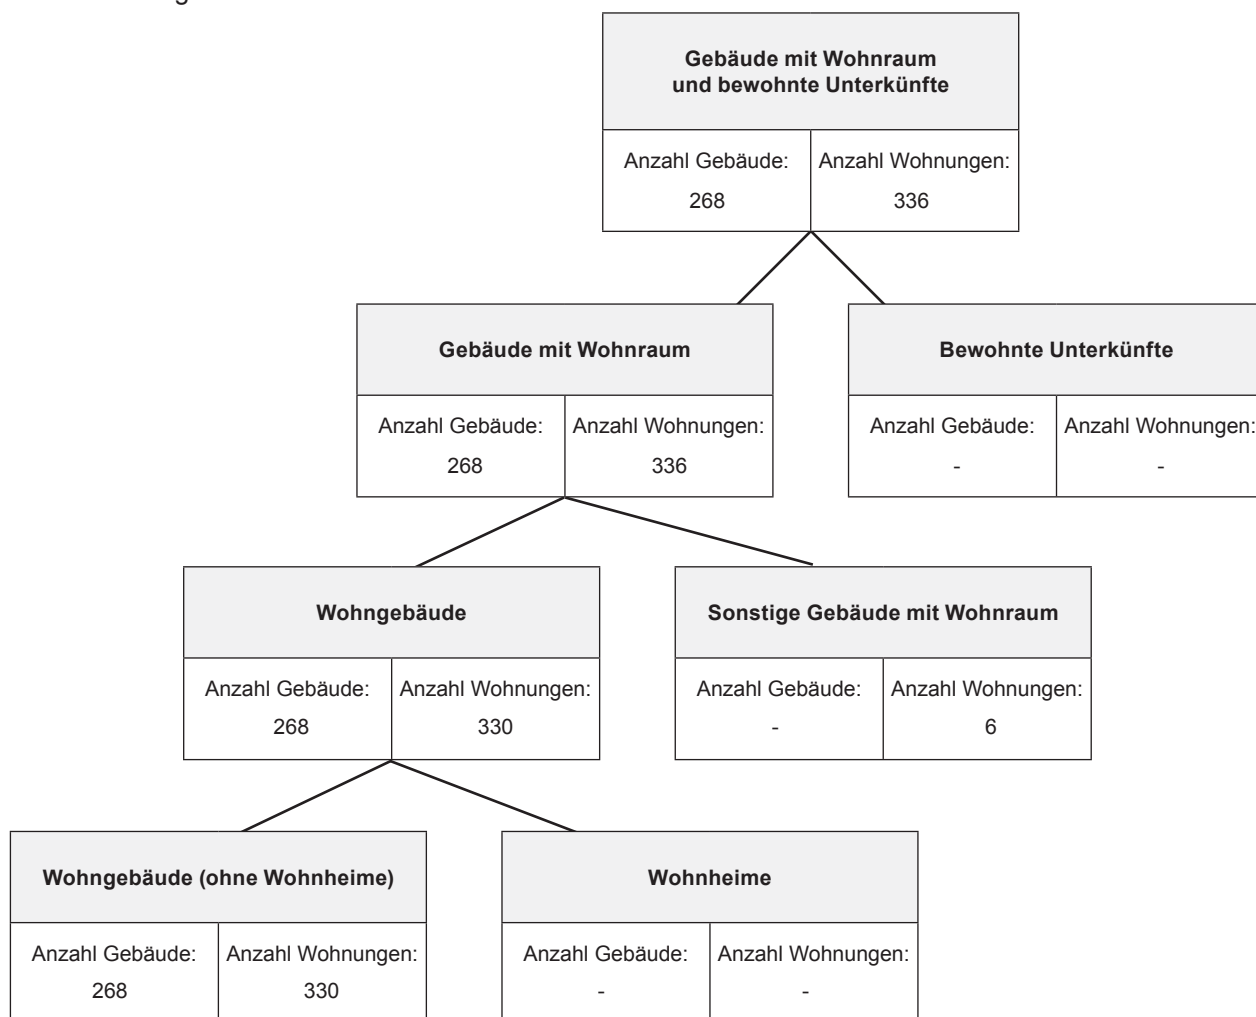 Gebäude mit Wohnraum
und bewohnte Unterkünfte
Anzahl Gebäude: Anzahl Wohnungen:
268 336
Gebäude mit Wohnraum
Anzahl Gebäude: Anzahl Wohnungen:
268 336
Bewohnte Unterkünfte
Anzahl Gebäude: Anzahl Wohnungen:
- -
Wohngebäude
Anzahl Gebäude: Anzahl Wohnungen:
268 330
Sonstige Gebäude mit Wohnraum
Anzahl Gebäude: Anzahl Wohnungen:
- 6
Wohngebäude (ohne Wohnheime)
Anzahl Gebäude: Anzahl Wohnungen:
268 330
Wohnheime
Anzahl Gebäude: Anzahl Wohnungen:
- -